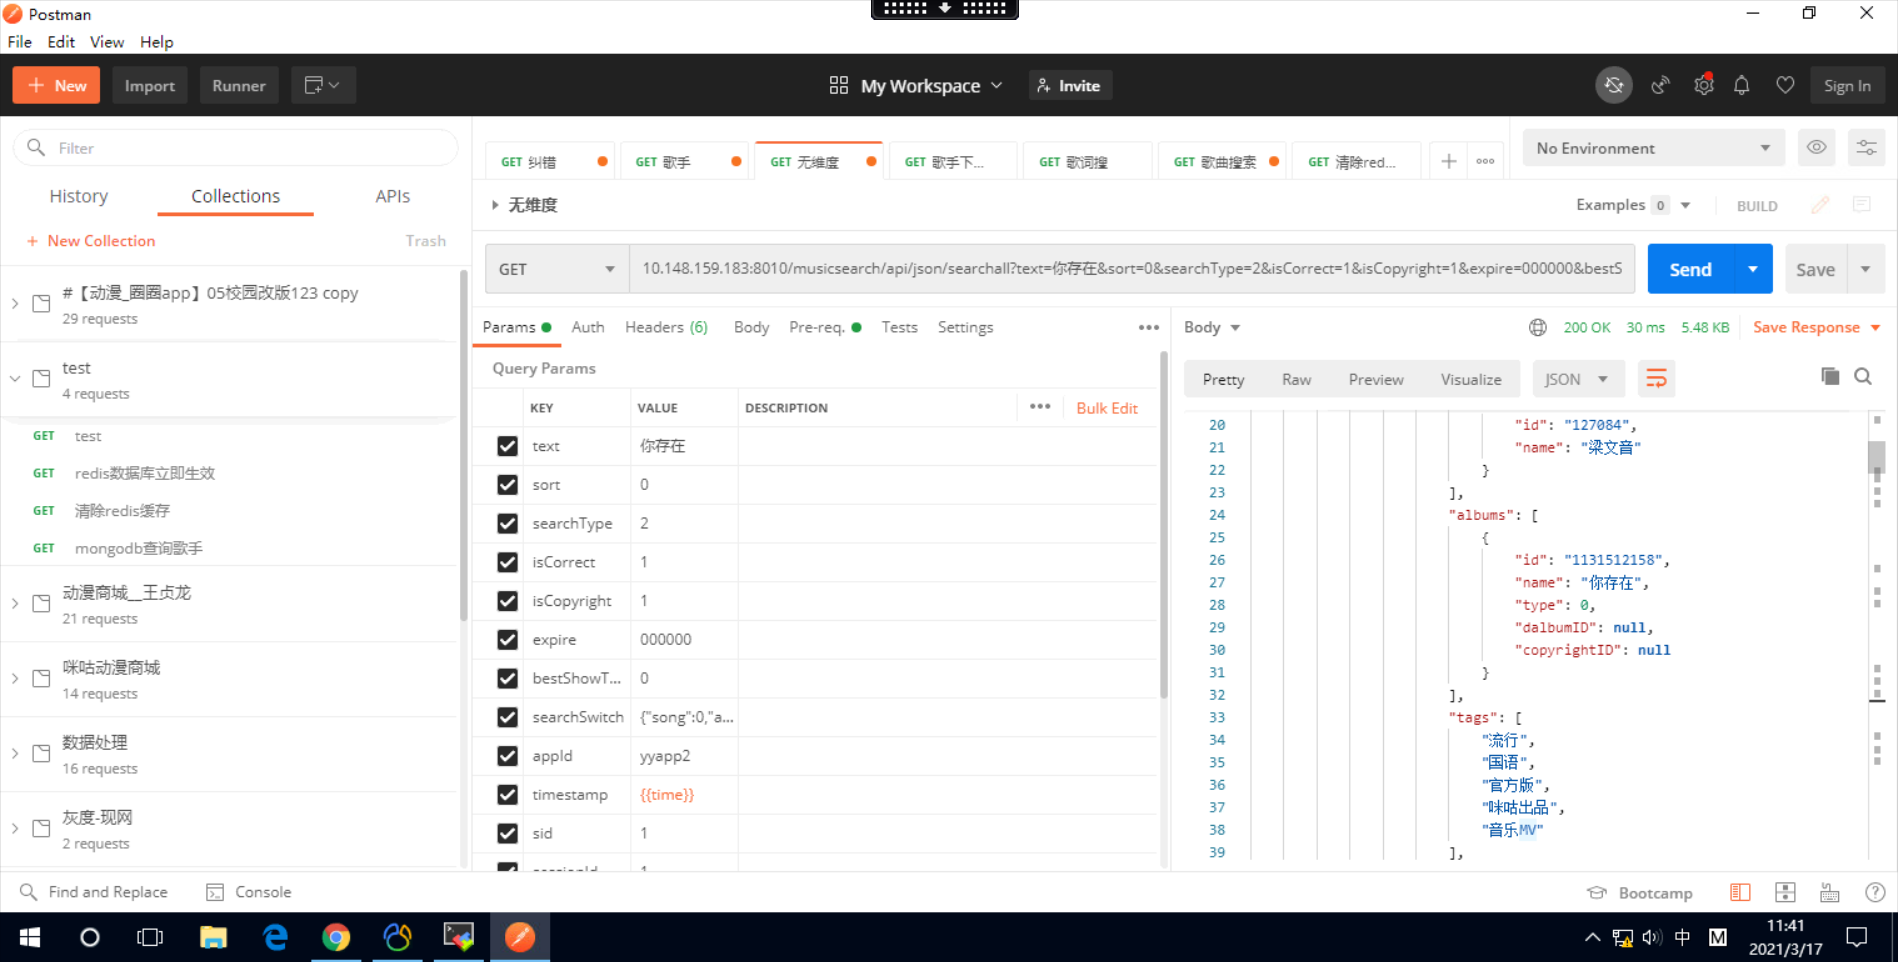 Postman
File Edit View Help
New Import Runner My Workspace Invite Sign In
Filter
History Collections APIs
+ New Collection Trash
#【动漫_圈圈app】05校园改版123 copy
29 requests
test
4 requests
GET test
GET redis数据库立即生效
GET 清除redis缓存
GET mongodb查询歌手
动漫商城__王贞龙
21 requests
咪咕动漫商城
14 requests
数据处理
16 requests
灰度-现网
2 requests
GET 纠错 GET 歌手 GET 无维度 GET 歌手下... GET 歌词搜 GET 歌曲搜索 GET 清除red...
No Environment
无维度
Examples 0 BUILD
GET 10.148.159.183:8010/musicsearch/api/json/searchall?text=你存在&sort=0&searchType=2&isCorrect=1&isCopyright=1&expire=000000&bestS Send Save
Params Auth Headers (6) Body Pre-req. Tests Settings
Query Params
KEY VALUE DESCRIPTION Bulk Edit
text 你存在
sort 0
searchType 2
isCorrect 1
isCopyright 1
expire 000000
bestShowT... 0
searchSwitch {"song":0,"a...
appId yyapp2
timestamp {{time}}
sid 1
Body 200 OK 30 ms 5.48 KB Save Response
Pretty Raw Preview Visualize JSON
20 "id": "127084",
21 "name": "梁文音"
22 }
23 ],
24 "albums": [
25 {
26 "id": "1131512158",
27 "name": "你存在",
28 "type": 0,
29 "dalbumID": null,
30 "copyrightID": null
31 }
32 ],
33 "tags": [
34 "流行",
35 "国语",
36 "官方版",
37 "咪咕出品",
38 "音乐MV"
39 ],
Find and Replace Console Bootcamp
中 M 11:41
2021/3/17